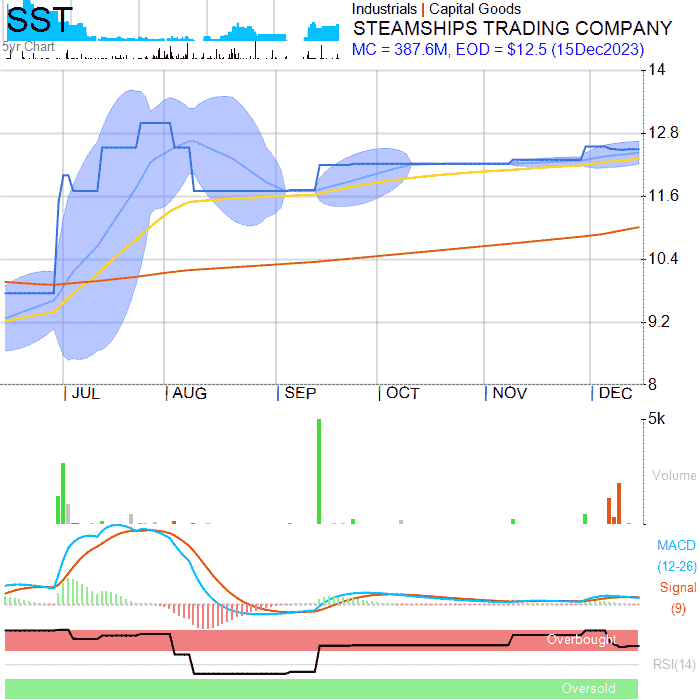 SST
5yr Chart
Industrials | Capital Goods
STEAMSHIPS TRADING COMPANY
MC = 387.6M, EOD = $12.5 (15Dec2023)
14
12.8
11.6
10.4
9.2
8
JUL
AUG
SEP
OCT
NOV
DEC
5k
Volume
MACD
(12-26)
Signal
(9)
Overbought
RSI(14)
Oversold